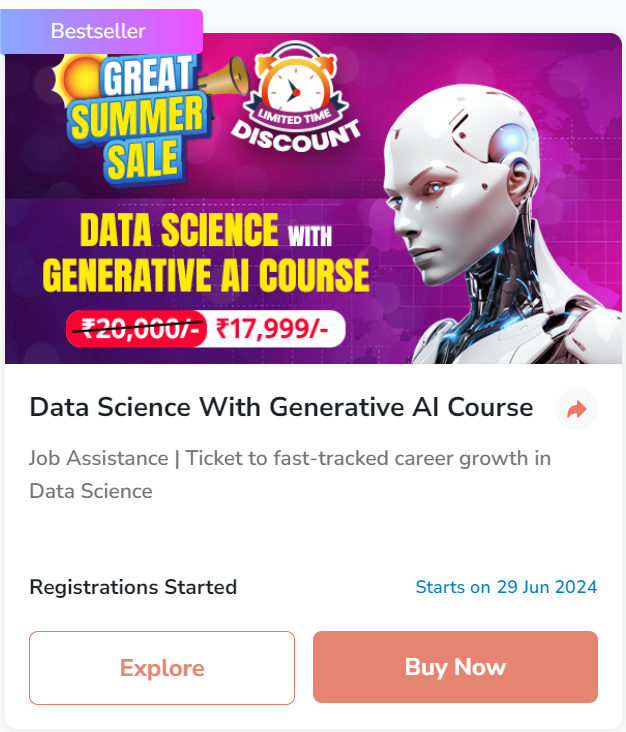 Bestseller
GREAT
SUMMER
SALE
LIMITED TIME
DISCOUNT
DATA SCIENCE WITH
GENERATIVE AI COURSE
₹20,000/- ₹17,999/-
Data Science With Generative AI Course
Job Assistance | Ticket to fast-tracked career growth in
Data Science
Registrations Started
Starts on 29 Jun 2024
Explore
Buy Now